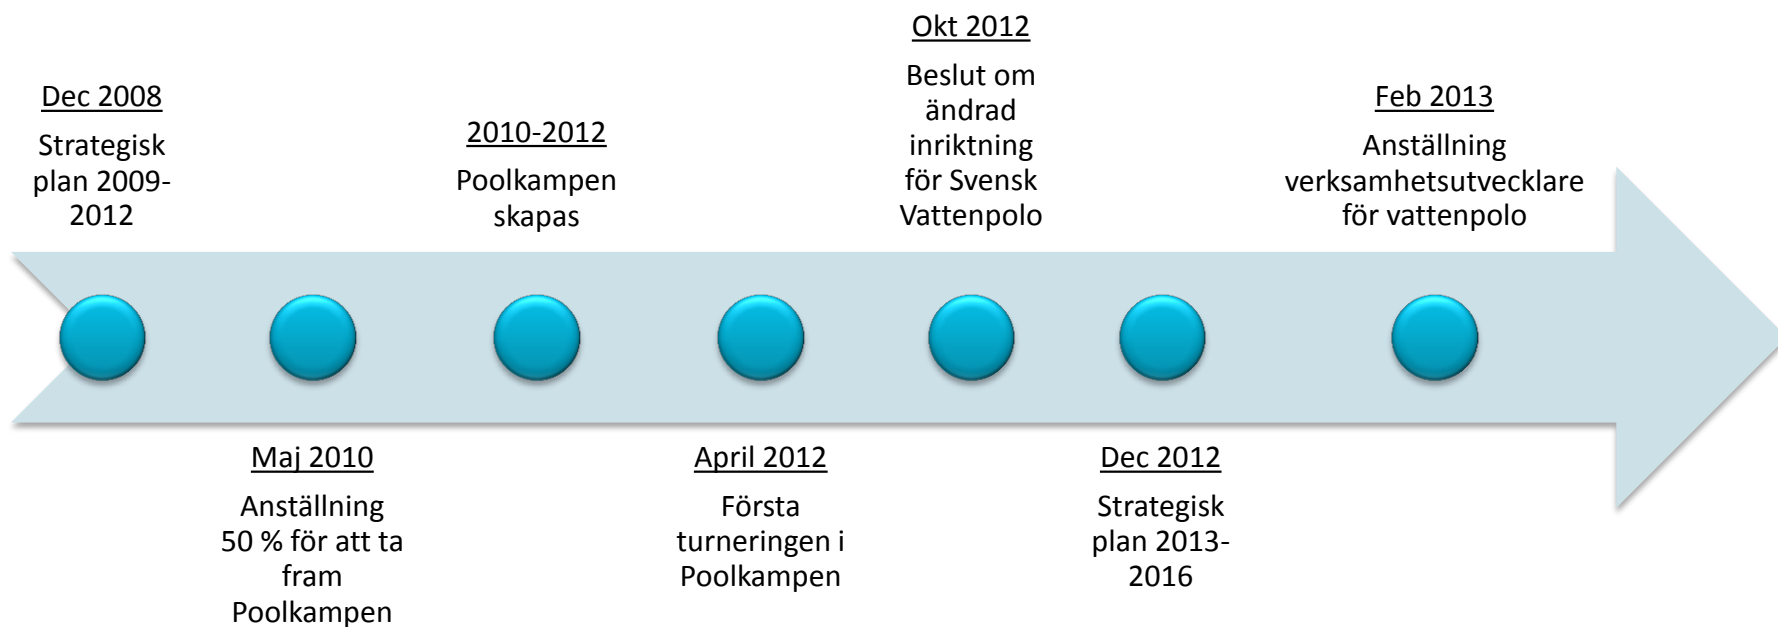 Dec 2008
Strategisk
plan 2009-
2012
Maj 2010
Anställning
50 % för att ta
fram
Poolkampen
2010-2012
Poolkampen
skapas
April 2012
Första
turneringen i
Poolkampen
Okt 2012
Beslut om
ändrad
inriktning
för Svensk
Vattenpolo
Dec 2012
Strategisk
plan 2013-
2016
Feb 2013
Anställning
verksamhetsutvecklare
för vattenpolo